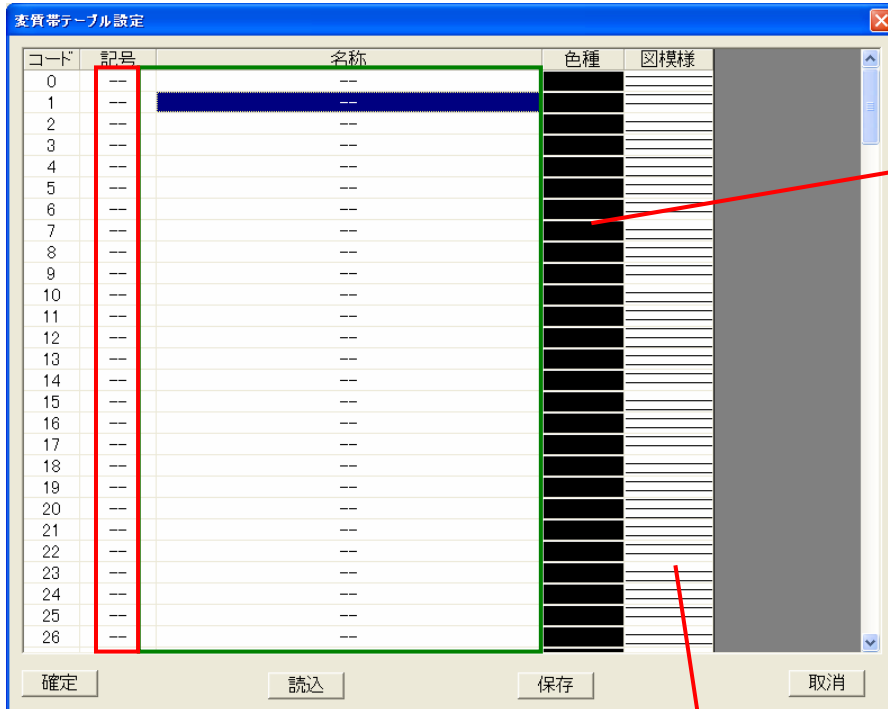 変質帯テーブル設定
コード 記号 名称 色種 図模様
0 -- --
1 -- --
2 -- --
3 -- --
4 -- --
5 -- --
6 -- --
7 -- --
8 -- --
9 -- --
10 -- --
11 -- --
12 -- --
13 -- --
14 -- --
15 -- --
16 -- --
17 -- --
18 -- --
19 -- --
20 -- --
21 -- --
22 -- --
23 -- --
24 -- --
25 -- --
26 -- --
確定 読込 保存 取消